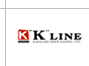 K "K" LINE
KAWASAKI KISEN KAISHA, LTD.